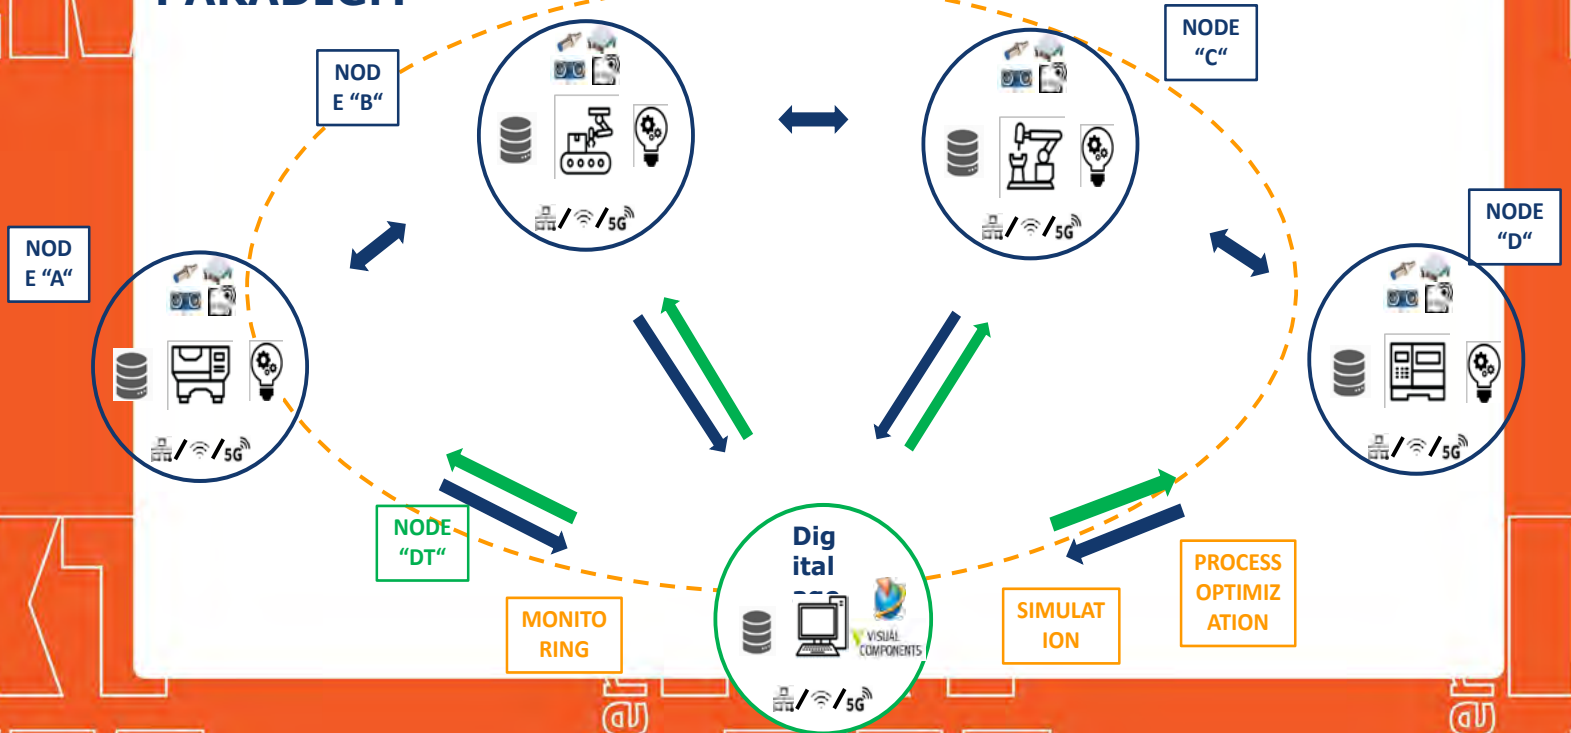 NODE
“C“
NOD
E “B“
NODE
“D“
NOD
E “A“
/ / 5G
/ / 5G
/ / 5G
/ / 5G
NODE
“DT“
Dig
ital
MONITO
RING
SIMULAT
ION
PROCESS
OPTIMIZ
ATION
VISUAL
COMPONENTS
/ / 5G